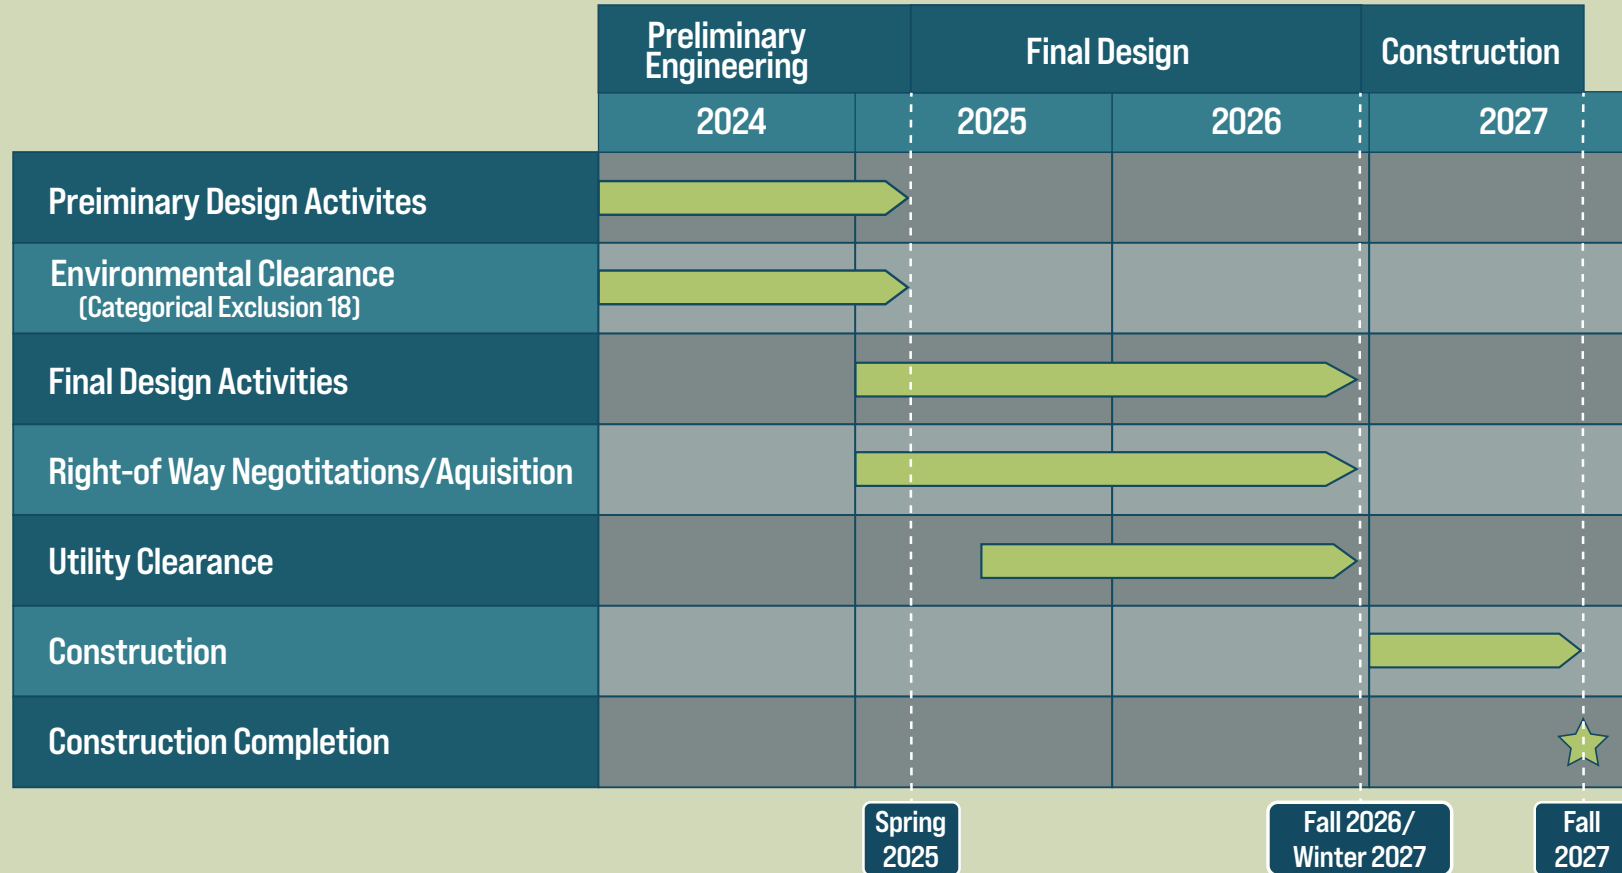 Preliminary
Engineering
Final Design
Construction
2024
2025
2026
2027
Preiminary Design Activites
Environmental Clearance
(Categorical Exclusion 18)
Final Design Activities
Right-of Way Negotitations/Aquisition
Utility Clearance
Construction
Construction Completion
Spring
2025
Fall 2026/
Winter 2027
Fall
2027